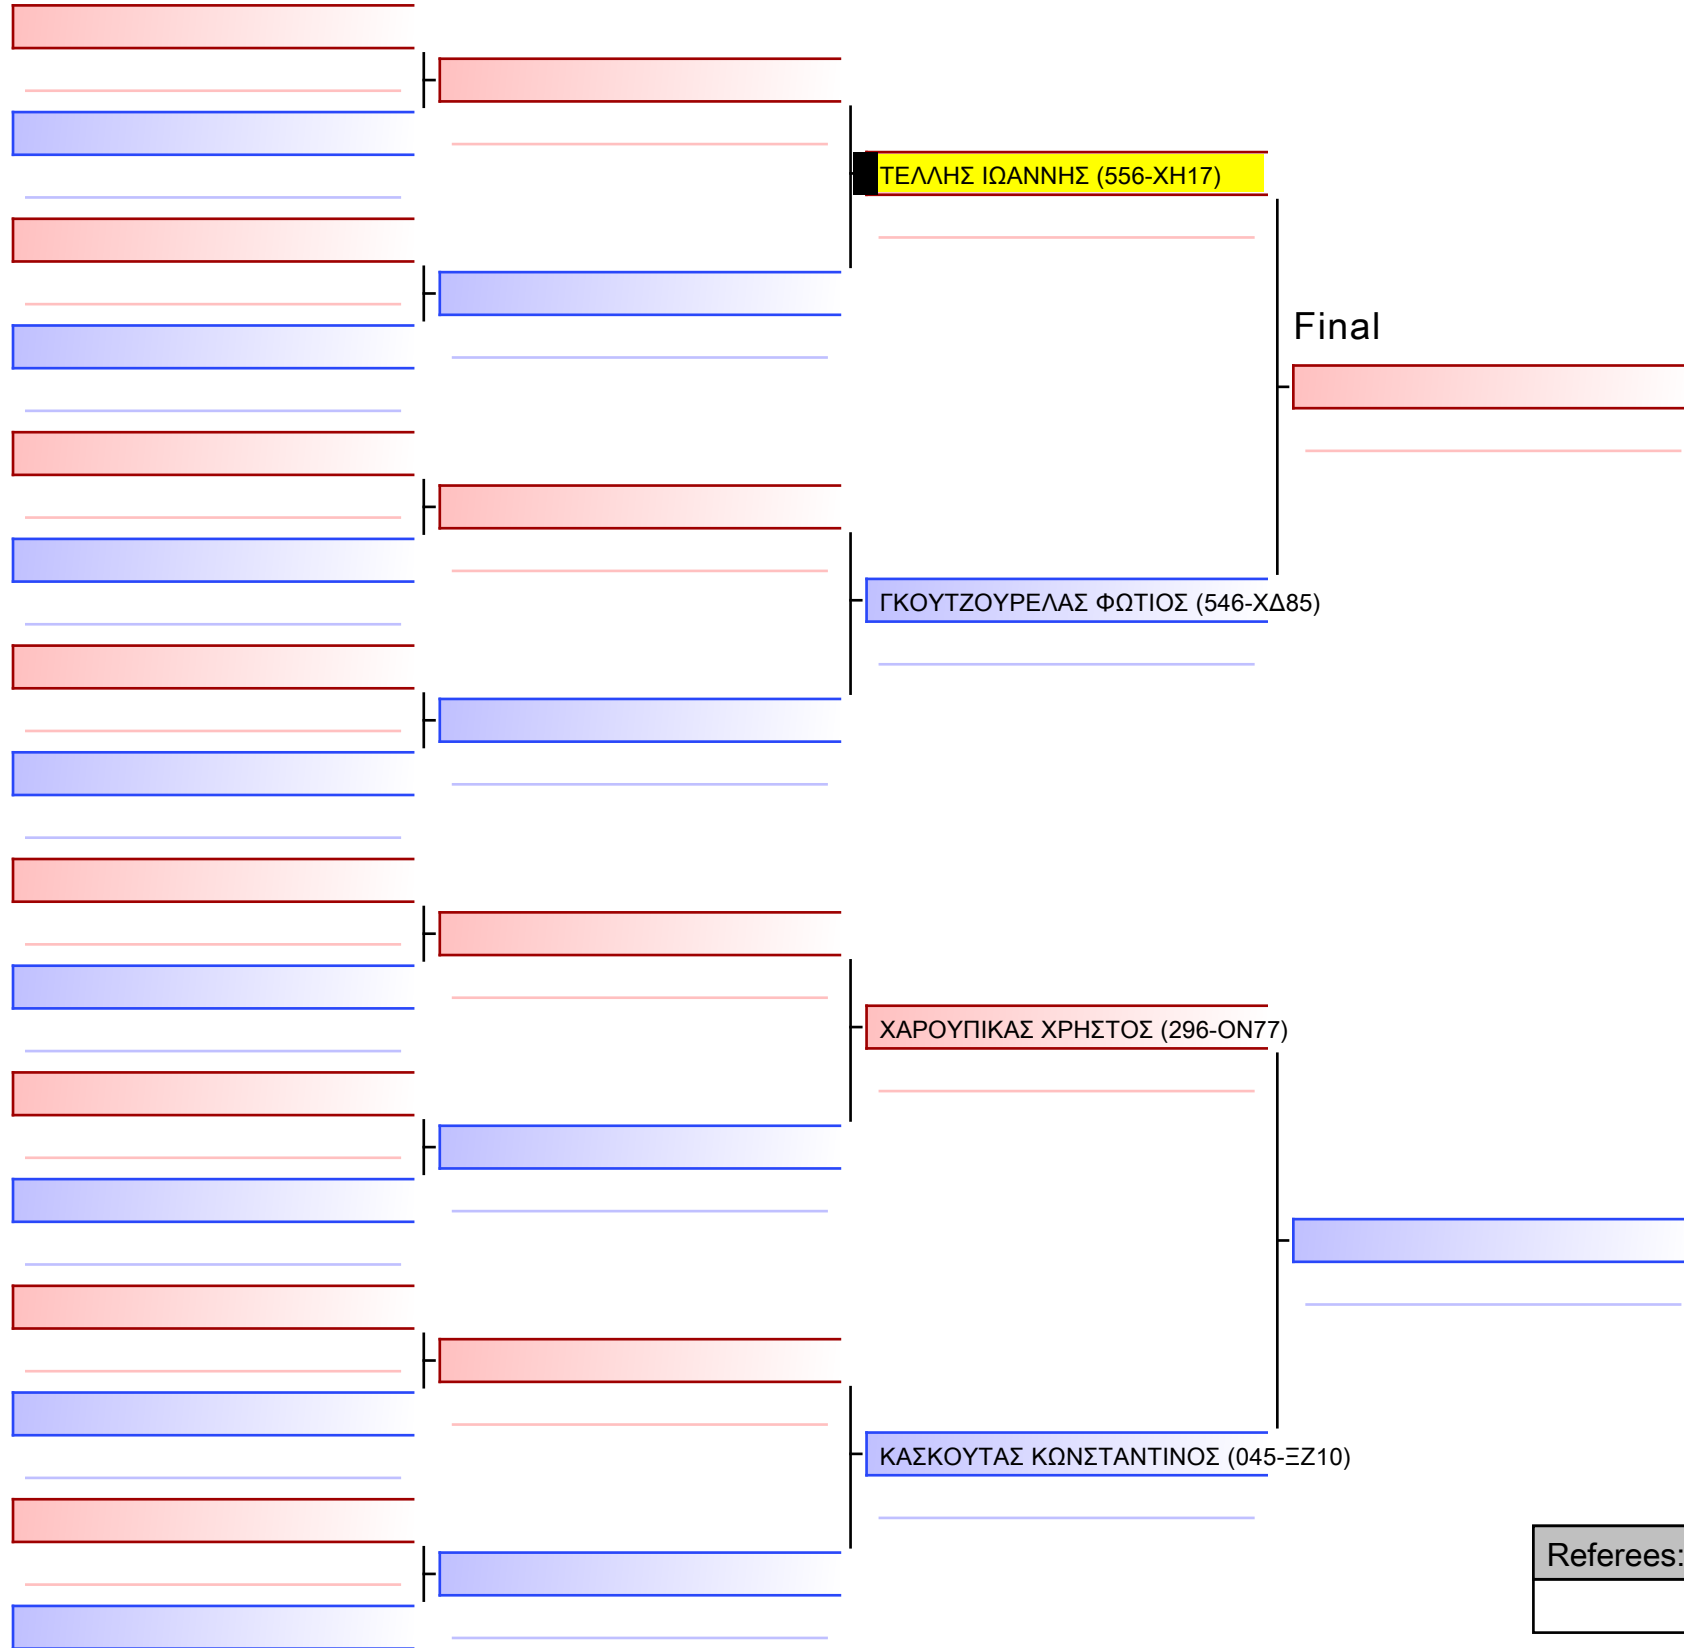 ΤΕΛΛΗΣ ΙΩΑΝΝΗΣ (556-ΧΗ17)
Final
ΓΚΟΥΤΖΟΥΡΕΛΑΣ ΦΩΤΙΟΣ (546-ΧΔ85)
ΧΑΡΟΥΠΙΚΑΣ ΧΡΗΣΤΟΣ (296-ΟΝ77)
ΚΑΣΚΟΥΤΑΣ ΚΩΝΣΤΑΝΤΙΝΟΣ (045-ΞΖ10)
Referees: